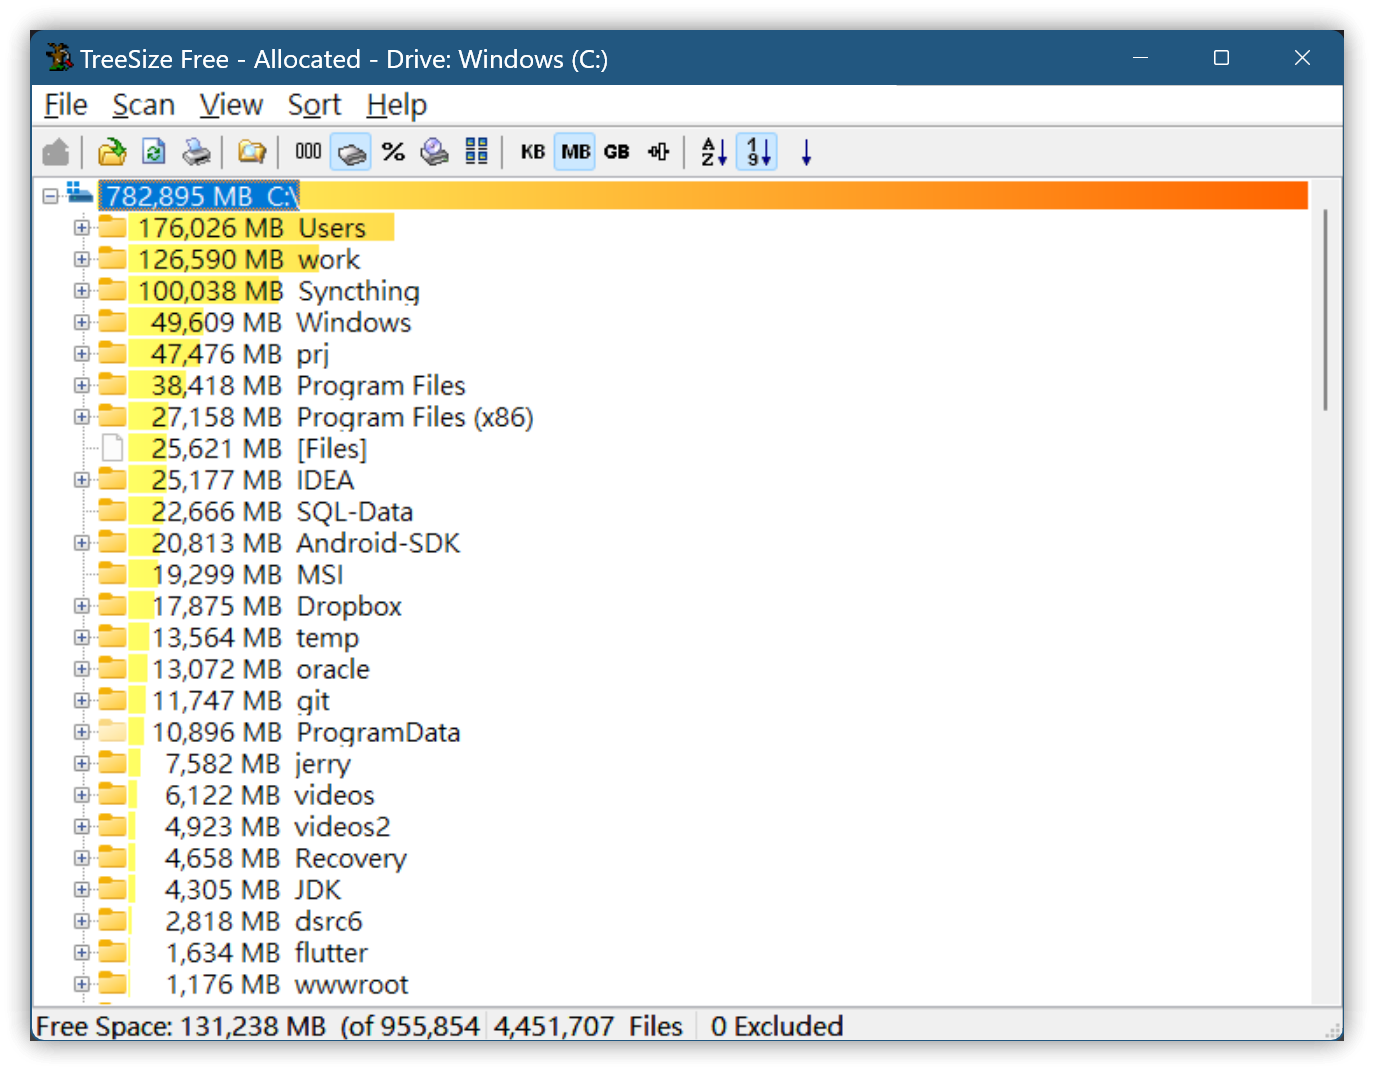 TreeSize Free - Allocated - Drive: Windows (C:)
File Scan View Sort Help
000 % KB MB GB A Z 1 9
782,895 MB C:\
176,026 MB Users
126,590 MB work
100,038 MB Syncthing
49,609 MB Windows
47,476 MB prj
38,418 MB Program Files
27,158 MB Program Files (x86)
25,621 MB [Files]
25,177 MB IDEA
22,666 MB SQL-Data
20,813 MB Android-SDK
19,299 MB MSI
17,875 MB Dropbox
13,564 MB temp
13,072 MB oracle
11,747 MB git
10,896 MB ProgramData
7,582 MB jerry
6,122 MB videos
4,923 MB videos2
4,658 MB Recovery
4,305 MB JDK
2,818 MB dsrc6
1,634 MB flutter
1,176 MB wwwroot
Free Space: 131,238 MB (of 955,854 4,451,707 Files 0 Excluded